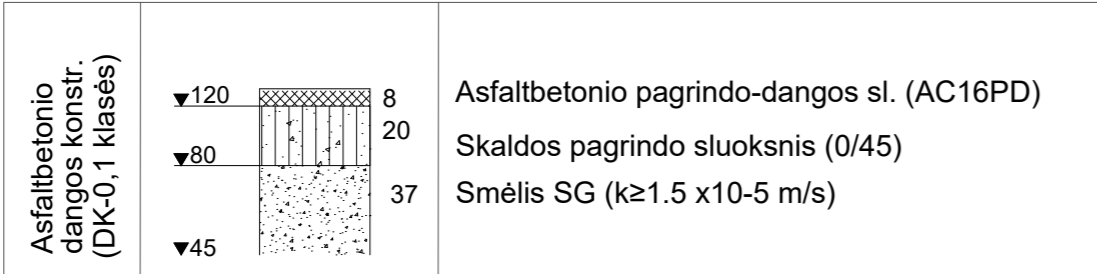 Asfaltbetonio
dangos konstr.
(DK-0,1 klasės)
120
80
45
8
20
37
Asfaltbetonio pagrindo-dangos sl. (AC16PD)
Skaldos pagrindo sluoksnis (0/45)
Smėlis SG (k≥1.5 x10-5 m/s)